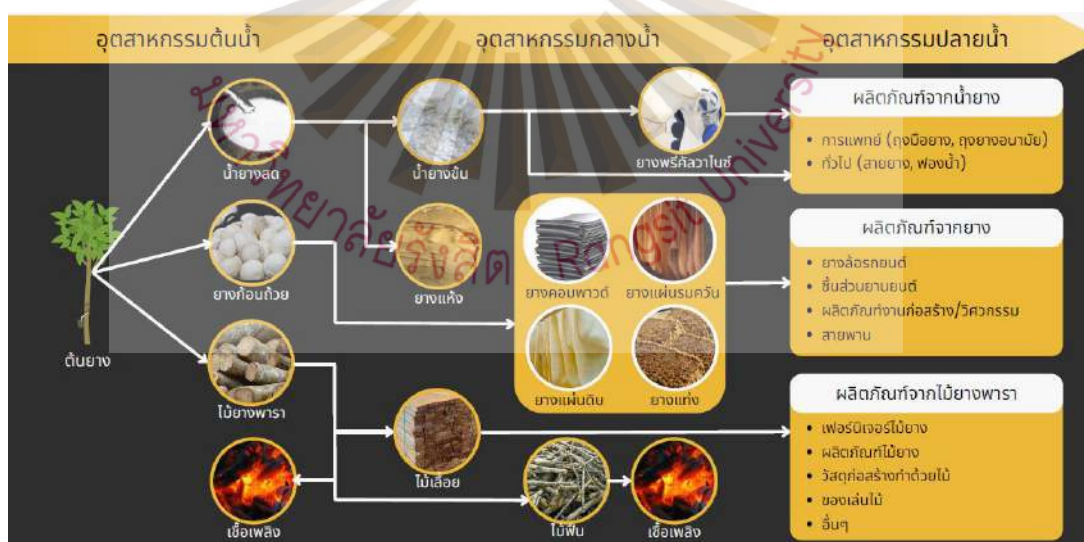 อุตสาหกรรมต้นน้ำ
อุตสาหกรรมกลางน้ำ
อุตสาหกรรมปลายน้ำ
น้ำยางสด
น้ำยางข้น
ยางพรีคัลวาไนซ์
ผลิตภัณฑ์จากน้ำยาง
• การแพทย์ (ถุงมือยาง, ถุงยางอนามัย)
• ทั่วไป (สายยาง, ฟองน้ำ)
ต้นยาง
ยางก้อนถ้วย
ยางแห้ง
ยางคอมพาวด์
ยางแผ่นรมควัน
ยางแผ่นดิบ
ยางแท่ง
ผลิตภัณฑ์จากยาง
• ยางล้อรถยนต์
• ชิ้นส่วนยานยนต์
• ผลิตภัณฑ์งานก่อสร้าง/วิศวกรรม
• สายพาน
ไม้ยางพารา
เชื้อเพลิง
ไม้เลื่อย
ไม้ฟืน
เชื้อเพลิง
ผลิตภัณฑ์จากไม้ยางพารา
• เฟอร์นิเจอร์ไม้ยาง
• ผลิตภัณฑ์ไม้ยาง
• วัสดุก่อสร้างทำด้วยไม้
• ของเล่นไม้
• อื่นๆ
มหาวิทยาลัยรังสิต Rangsit University